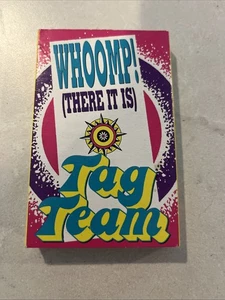 WHOOMP!
(THERE IT IS)
Tag
Team